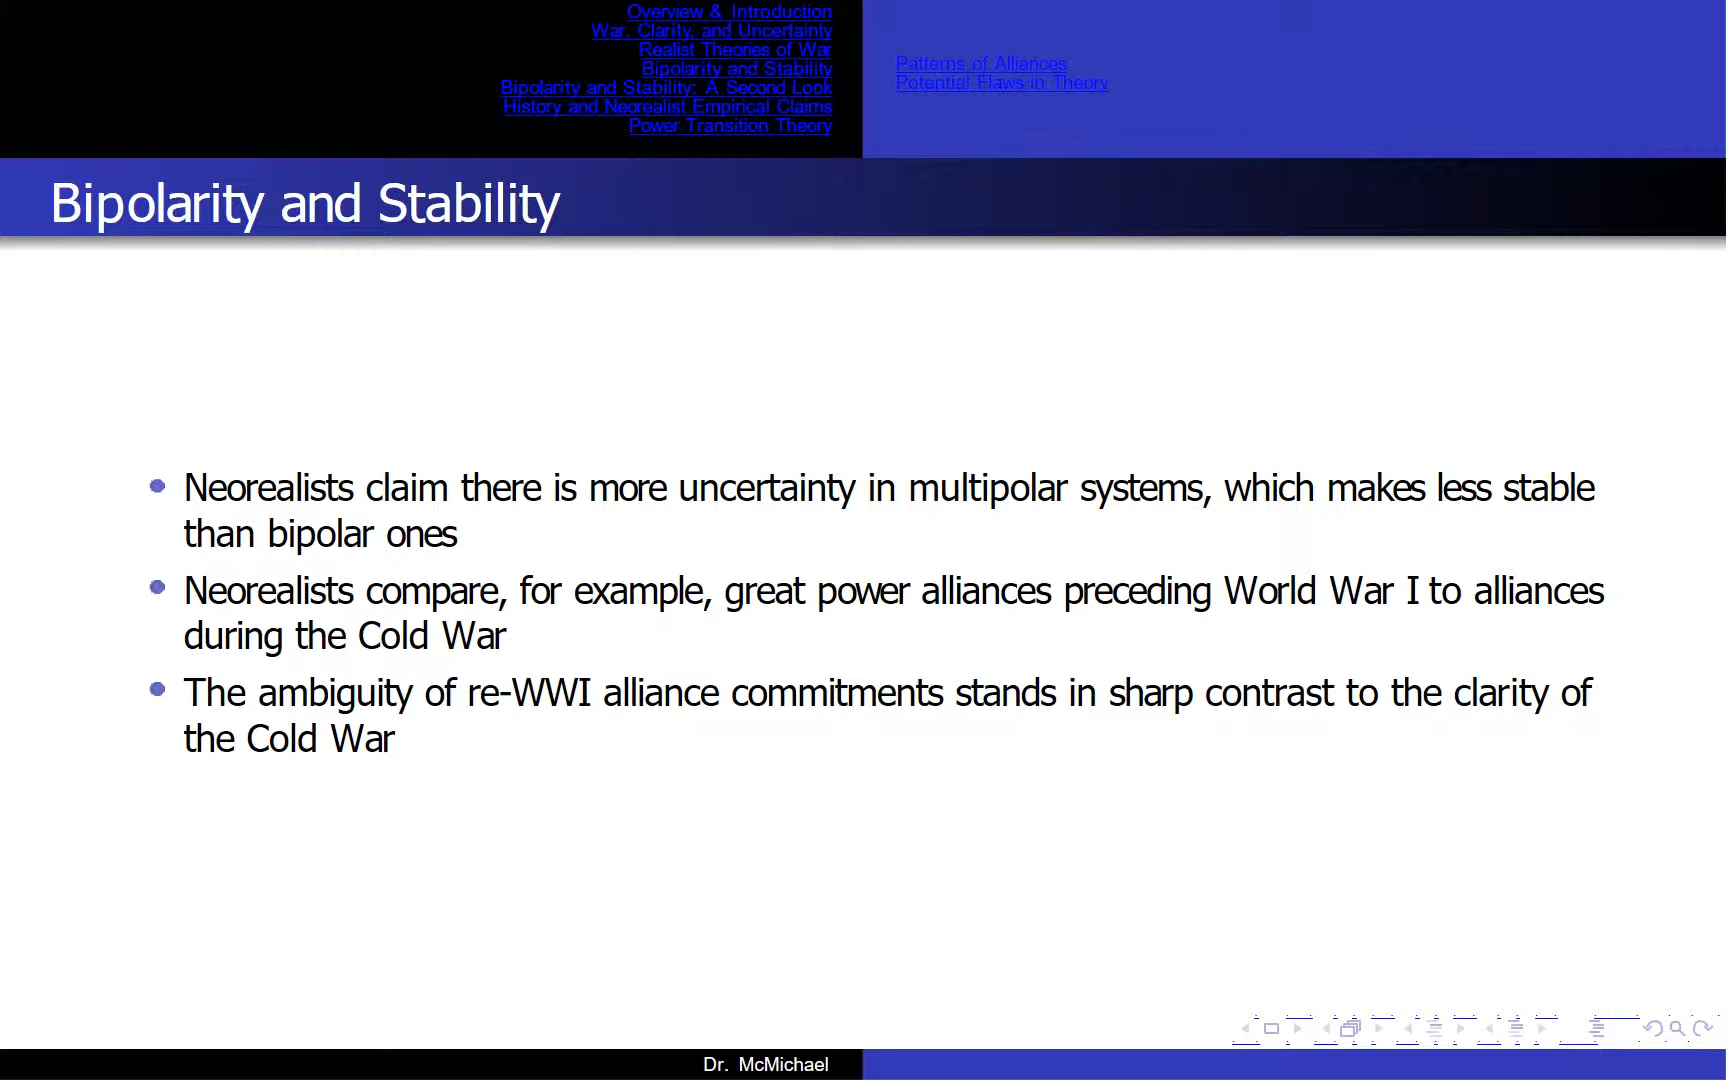 Overview & Introduction
War, Clarity, and Uncertainty
Realist Theories of War
Bipolarity and Stability
Bipolarity and Stability: A Second Look
History and Neorealist Empirical Claims
Power Transition Theory
Patterns of Alliances
Potential Flaws in Theory
Bipolarity and Stability
Neorealists claim there is more uncertainty in multipolar systems, which makes less stable
than bipolar ones
Neorealists compare, for example, great power alliances preceding World War I to alliances
during the Cold War
The ambiguity of re-WWI alliance commitments stands in sharp contrast to the clarity of
the Cold War
Dr. McMichael